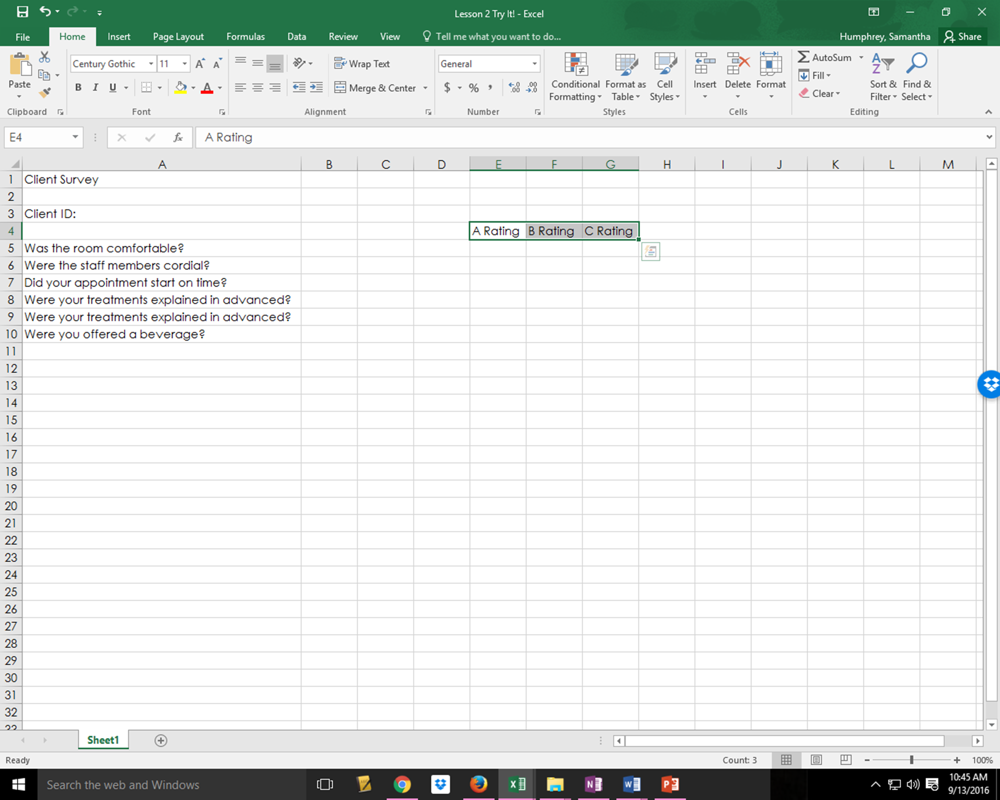 Lesson 2 Try It! - Excel
File Home Insert Page Layout Formulas Data Review View Tell me what you want to do... Humphrey, Samantha Share
Century Gothic 11 A A Wrap Text General AutoSum
Paste B I U A Merge & Center $ % , Conditional Formatting Format as Table Cell Styles Insert Delete Format Fill Clear Sort & Filter Find & Select
Clipboard Font Alignment Number Styles Cells Editing
E4 fx A Rating
A B C D E F G H I J K L M
1 Client Survey
2
3 Client ID:
4 A Rating B Rating C Rating
5 Was the room comfortable?
6 Were the staff members cordial?
7 Did your appointment start on time?
8 Were your treatments explained in advanced?
9 Were your treatments explained in advanced?
10 Were you offered a beverage?
11
12
13
14
15
16
17
18
19
20
21
22
23
24
25
26
27
28
29
30
31
32
33
Sheet1
Ready Count: 3 100%
Search the web and Windows
10:45 AM
9/13/2016